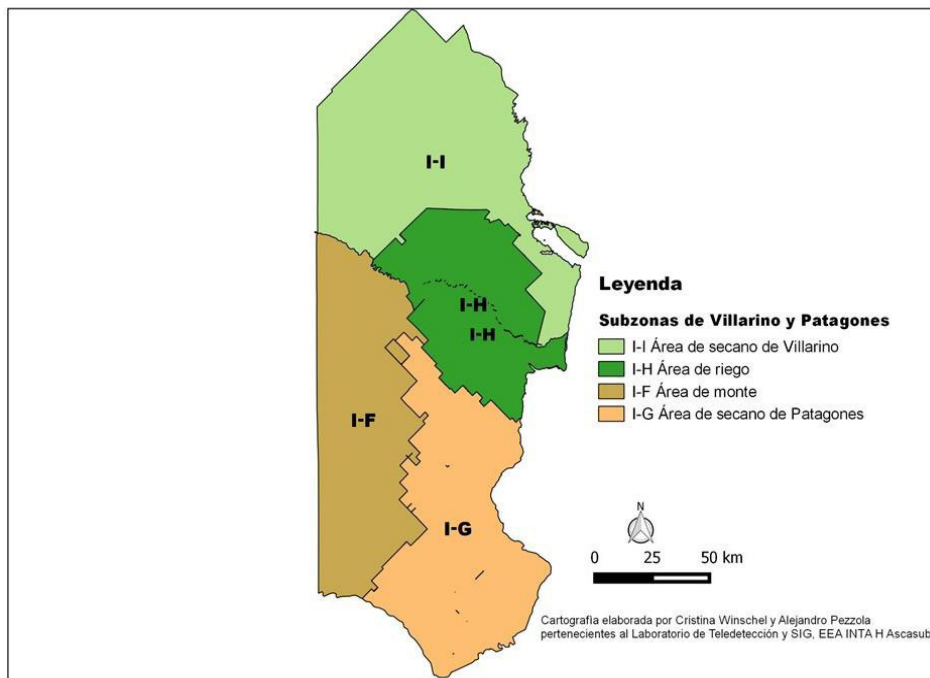 I-I
I-H
I-H
I-F
I-G
Leyenda
Subzonas de Villarino y Patagones
I-I Área de secano de Villarino
I-H Área de riego
I-F Área de monte
I-G Área de secano de Patagones
N
0 25 50 km
Cartografía elaborada por Cristina Winschel y Alejandro Pezzola
pertenecientes al Laboratorio de Teledetección y SIG, EEA INTA H Ascasub